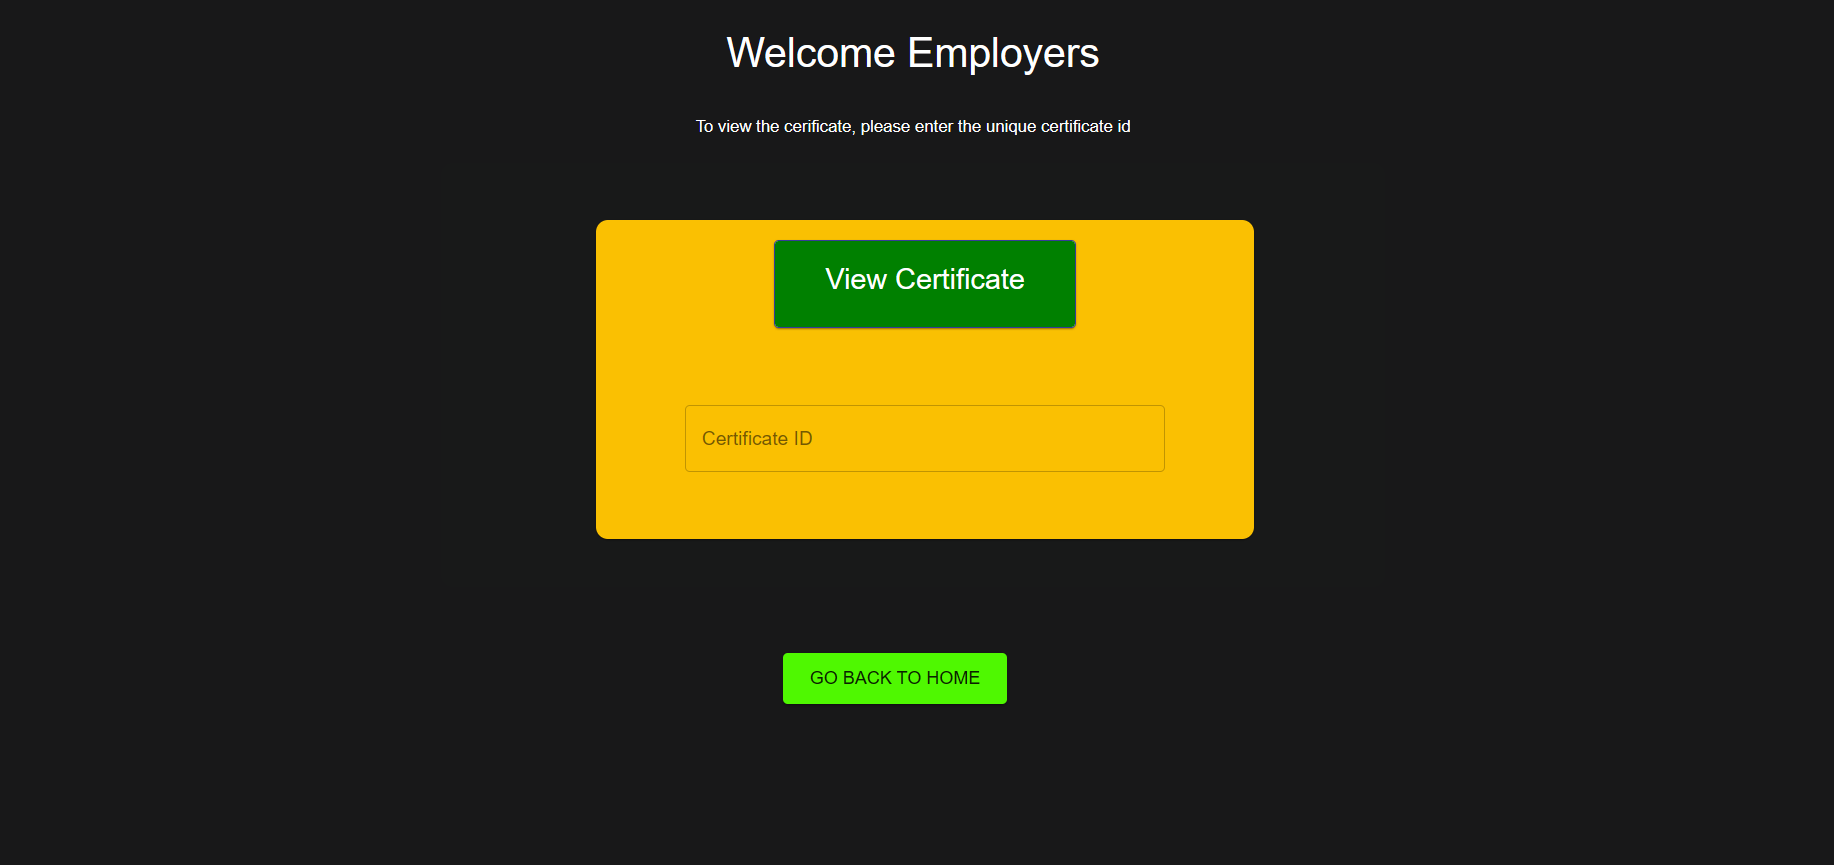 Welcome Employers
To view the cerificate, please enter the unique certificate id
View Certificate
Certificate ID
GO BACK TO HOME